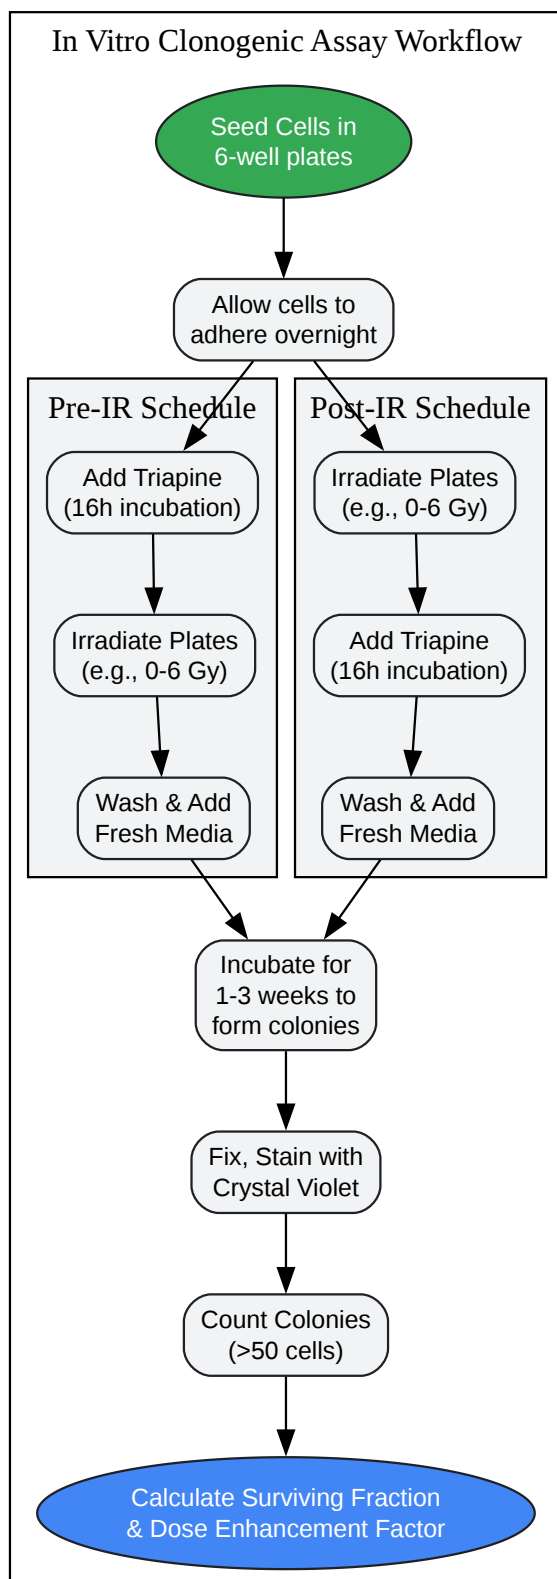 In Vitro Clonogenic Assay Workflow
Seed Cells in
6-well plates
Allow cells to
adhere overnight
Pre-IR Schedule
Add Triapine
(16h incubation)
Irradiate Plates
(e.g., 0-6 Gy)
Wash & Add
Fresh Media
Post-IR Schedule
Irradiate Plates
(e.g., 0-6 Gy)
Add Triapine
(16h incubation)
Wash & Add
Fresh Media
Incubate for
1-3 weeks to
form colonies
Fix, Stain with
Crystal Violet
Count Colonies
(>50 cells)
Calculate Surviving Fraction
& Dose Enhancement Factor